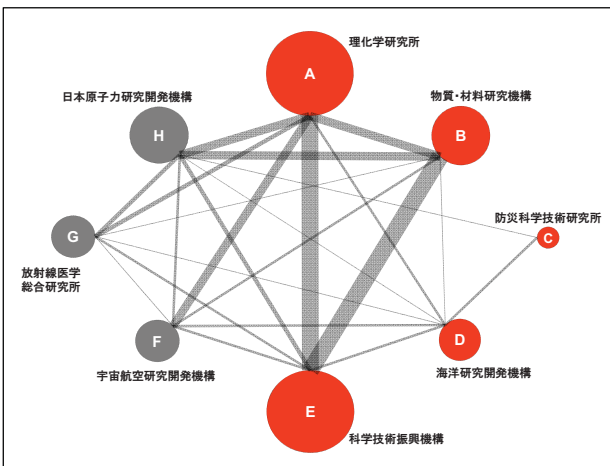 理化学研究所
A
日本原子力研究開発機構
H
物質・材料研究機構
B
防災科学技術研究所
C
G
放射線医学
総合研究所
F
宇宙航空研究開発機構
D
海洋研究開発機構
E
科学技術振興機構